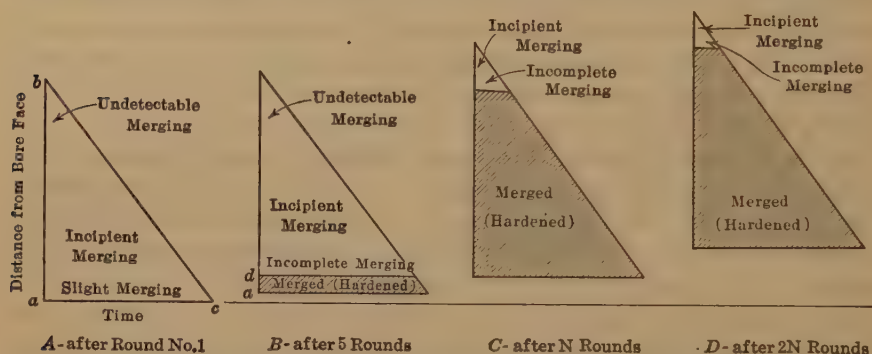 Distance from Bore Face
b
Undetectable
Merging
Incipient
Merging
Slight Merging
a
c
Time
A-after Round No.1
Undetectable
Merging
Incipient
Merging
Incomplete Merging
d
Merged (Hardened)
a
B-after 5 Rounds
Incipient
Merging
Incomplete
Merging
Merged
(Hardened)
C-after N Rounds
Incipient
Merging
Incomplete
Merging
Merged
(Hardened)
D-after 2N Rounds